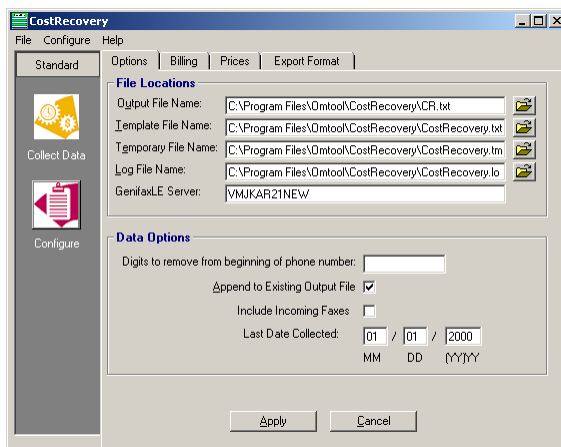 CostRecovery
File Configure Help
Standard
Options Billing Prices Export Format
File Locations
Output File Name: C:\Program Files\Omtool\CostRecovery\CR.txt
Template File Name: C:\Program Files\Omtool\CostRecovery\CostRecovery.txt
Temporary File Name: C:\Program Files\Omtool\CostRecovery\CostRecovery.tm
Log File Name: C:\Program Files\Omtool\CostRecovery\CostRecovery.lo
GenifaxLE Server: VMJKAR21NEW
Collect Data
Configure
Data Options
Digits to remove from beginning of phone number:
Append to Existing Output File
Include Incoming Faxes
Last Date Collected: 01 / 01 / 2000
MM DD (YY)YY
Apply Cancel